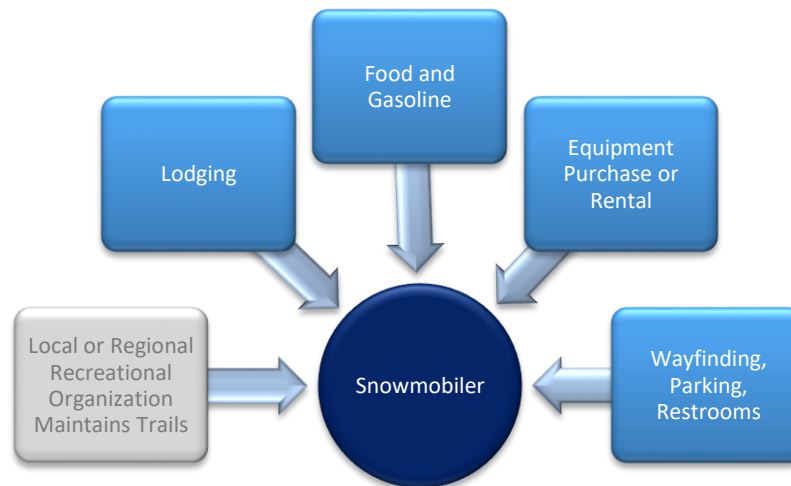 Food and
Gasoline
Lodging
Equipment
Purchase or
Rental
Local or Regional
Recreational
Organization
Maintains Trails
Snowmobiler
Wayfinding,
Parking,
Restrooms